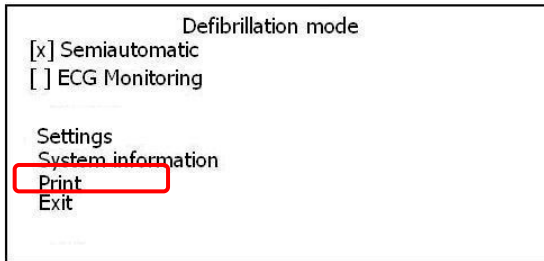 Defibrillation mode
[x] Semiautomatic
[ ] ECG Monitoring
Settings
System information
Print
Exit